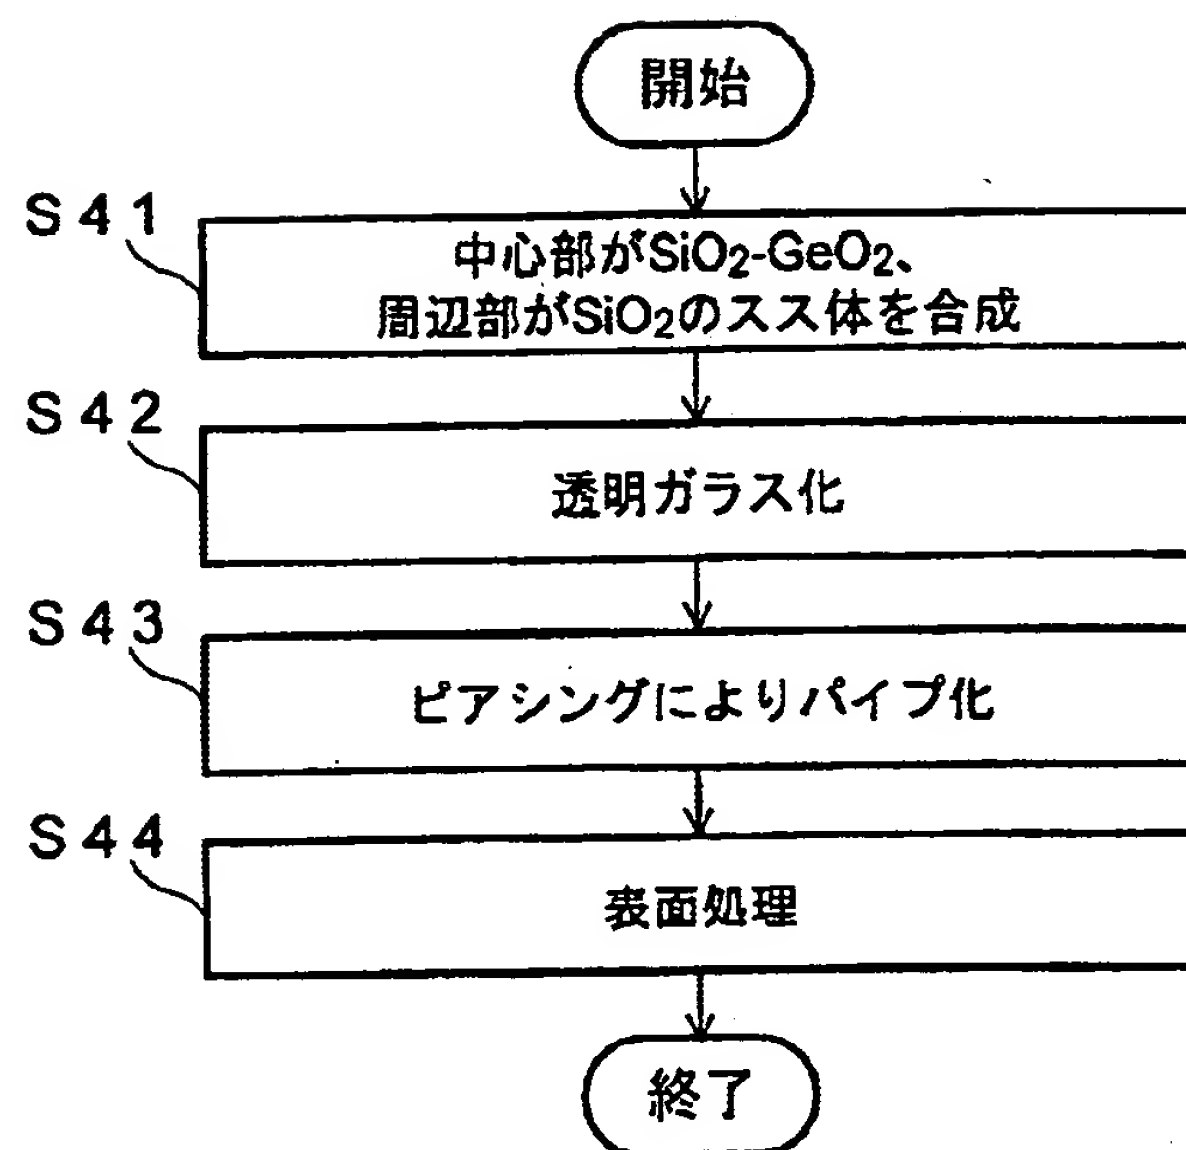 開始
S41
中心部がSiO2-GeO2、
周辺部がSiO2のスス体を合成
S42
透明ガラス化
S43
ピアシングによりパイプ化
S44
表面処理
終了